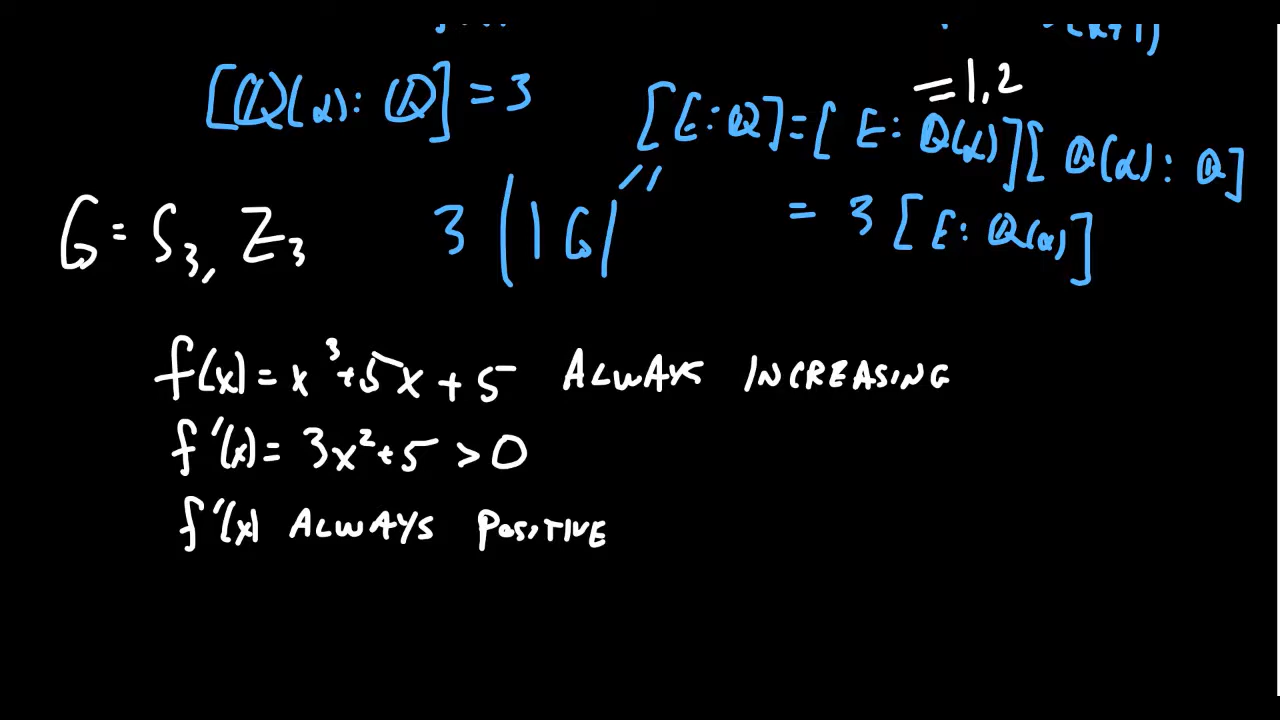 [ℚ(α): ℚ] = 3
= 1, 2
[E: ℚ] = [E: ℚ(α)][ℚ(α): ℚ]
G = S₃, Z₃
3 | |G|
= 3 [E: ℚ(α)]
f(x) = x³+5x+5 ALWAYS INCREASING
f'(x) = 3x²+5 > 0
f'(x) ALWAYS POSITIVE